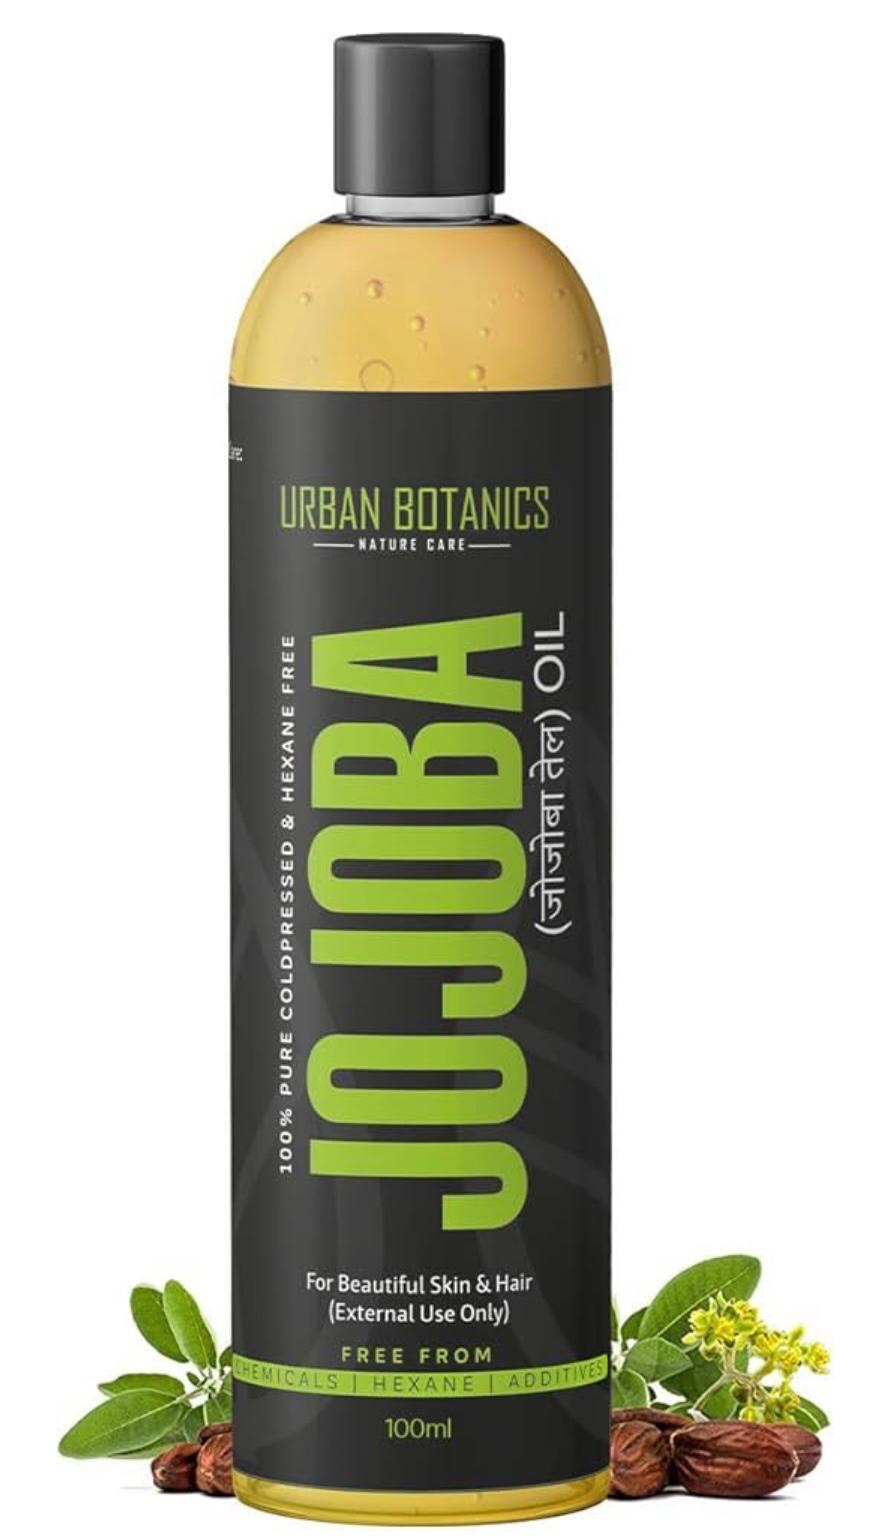 URBAN BOTANICS
NATURE CARE
100% PURE COLDPRESSED & HEXANE FREE
JOJOBA
(जोजोबा तेल) OIL
For Beautiful Skin & Hair
(External Use Only)
FREE FROM
CHEMICALS | HEXANE | ADDITIVES
100ml